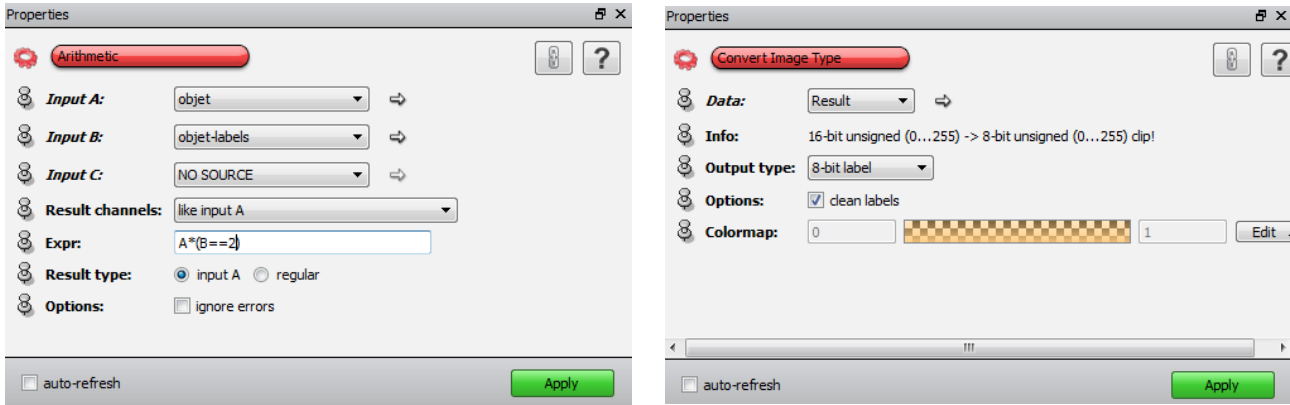 Properties
Arithmetic
?
Input A: objet
Input B: objet-labels
Input C: NO SOURCE
Result channels: like input A
Expr: A*(B==2)
Result type: input A regular
Options: ignore errors
auto-refresh Apply
Properties
Convert Image Type
?
Data: Result
Info: 16-bit unsigned (0...255) -> 8-bit unsigned (0...255) clip!
Output type: 8-bit label
Options: clean labels
Colormap: 0 1 Edit
auto-refresh Apply